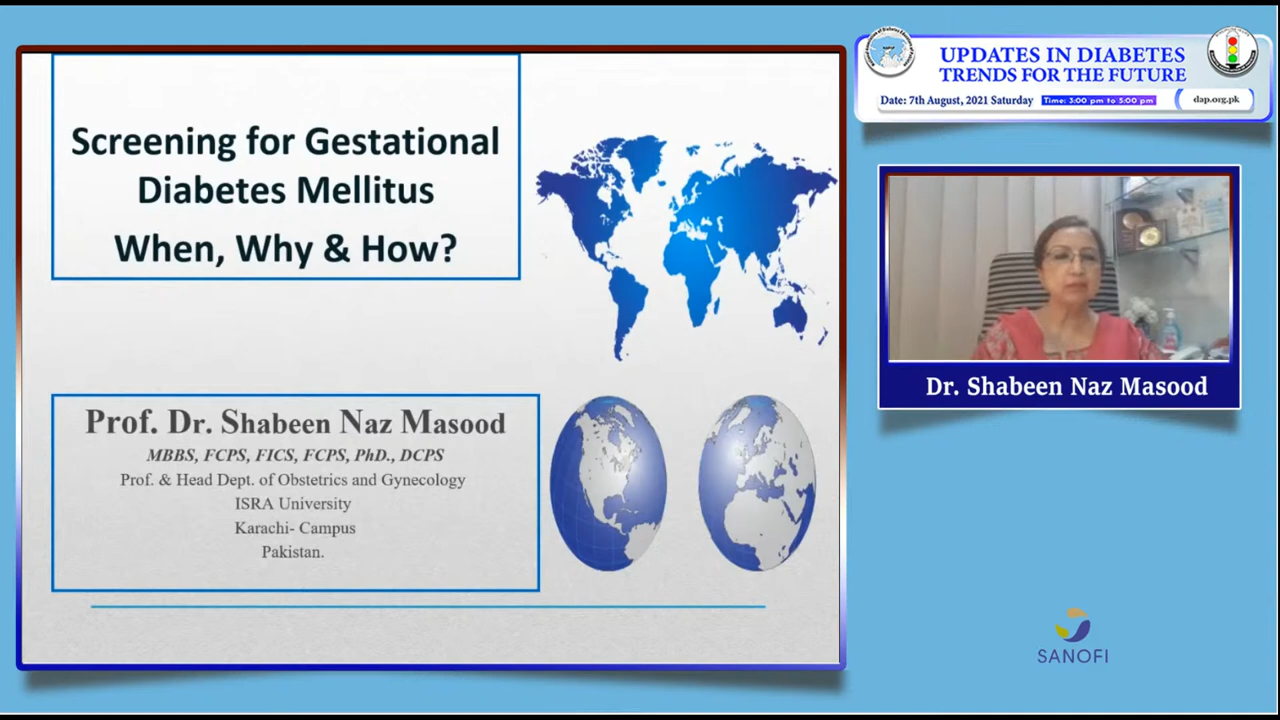 Screening for Gestational
Diabetes Mellitus
When, Why & How?
Prof. Dr. Shabeen Naz Masood
MBBS, FCPS, FICS, FCPS, PhD., DCPS
Prof. & Head Dept. of Obstetrics and Gynecology
ISRA University
Karachi- Campus
Pakistan.
UPDATES IN DIABETES
TRENDS FOR THE FUTURE
Date: 7th August, 2021 Saturday
Time: 3:00 pm to 5:00 pm
dap.org.pk
Dr. Shabeen Naz Masood
SANOFI